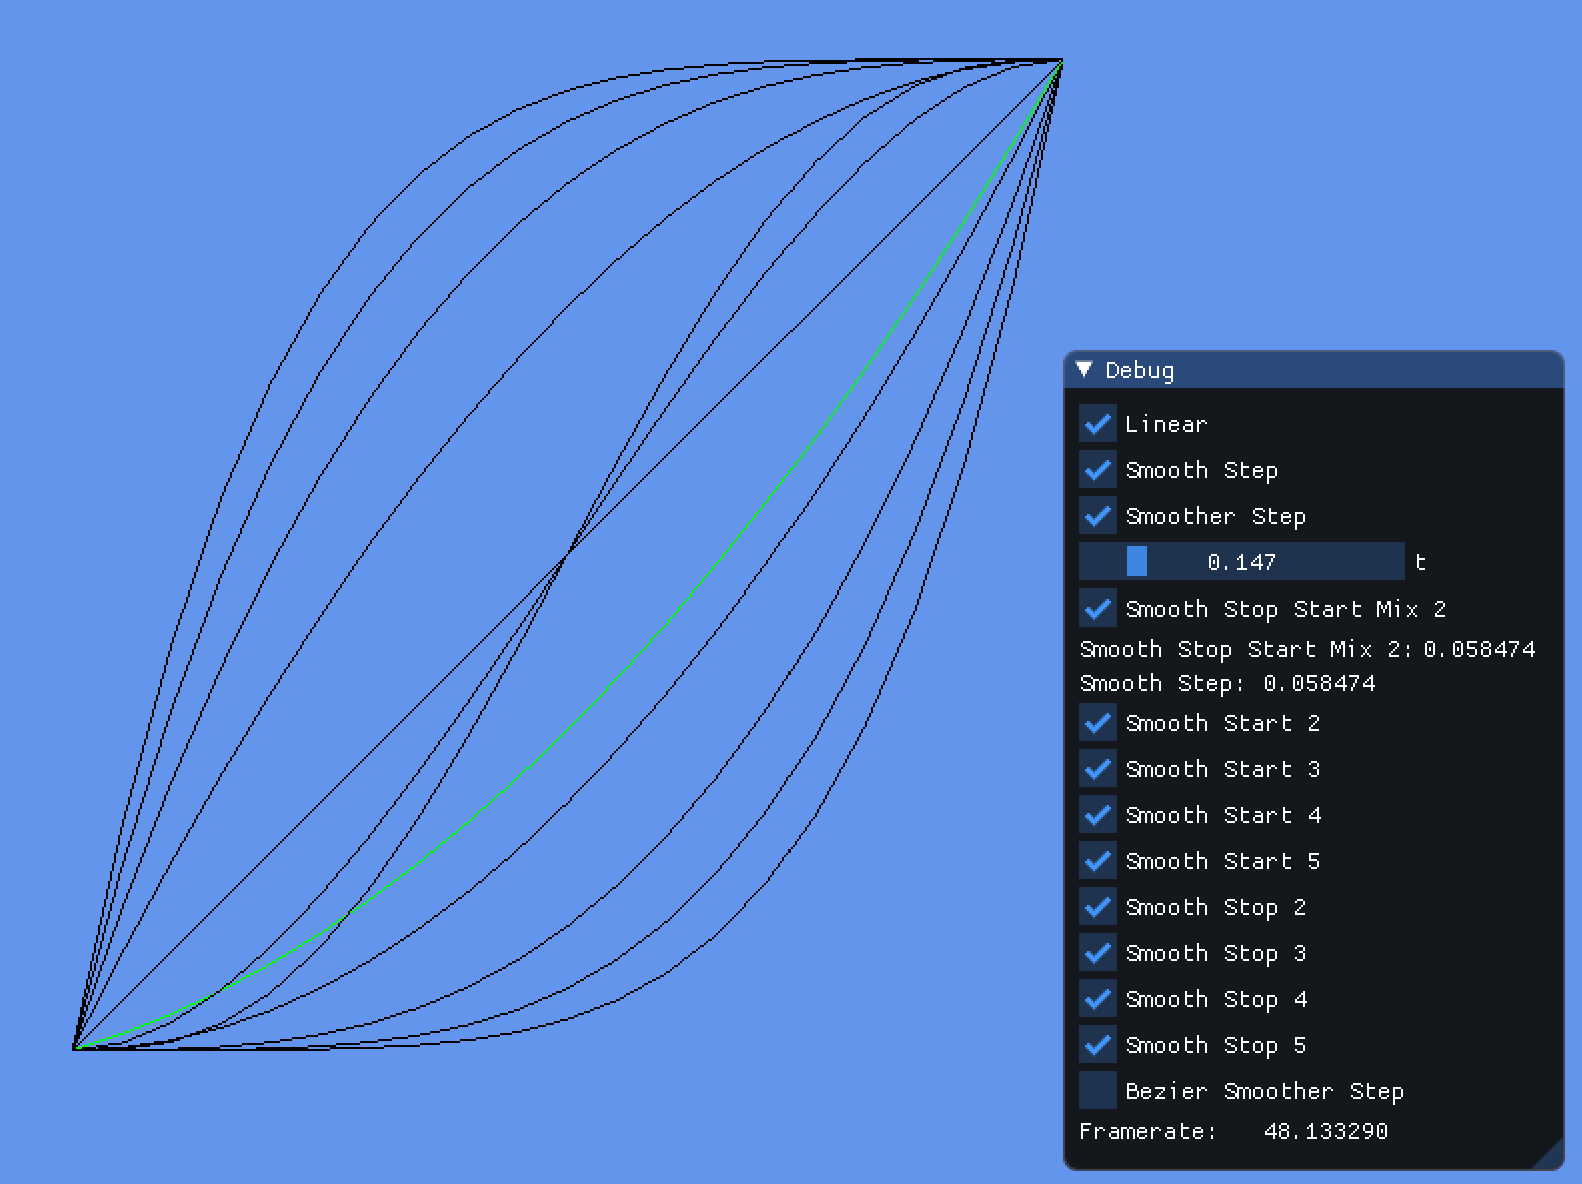 Debug
Linear
Smooth Step
Smoother Step
0.147 t
Smooth Stop Start Mix 2
Smooth Stop Start Mix 2: 0.058474
Smooth Step: 0.058474
Smooth Start 2
Smooth Start 3
Smooth Start 4
Smooth Start 5
Smooth Stop 2
Smooth Stop 3
Smooth Stop 4
Smooth Stop 5
Bezier Smoother Step
Framerate: 48.133290